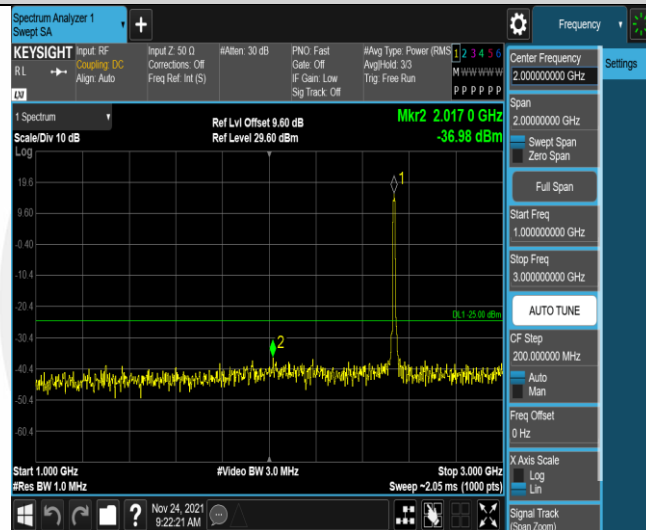 Spectrum Analyzer 1
Swept SA
+
Frequency
KEYSIGHT
RL
LXI
Input: RF
Coupling: DC
Align: Auto
Input Z: 50 Ω
Corrections: Off
Freq Ref: Int (S)
#Atten: 30 dB
PNO: Fast
Gate: Off
IF Gain: Low
Sig Track: Off
#Avg Type: Power (RMS
Avg|Hold: 3/3
Trig: Free Run
1 2 3 4 5 6
M W W W W W
P P P P P P
1 Spectrum
Scale/Div 10 dB
Log
Ref Lvl Offset 9.60 dB
Ref Level 29.60 dBm
Mkr2 2.017 0 GHz
-36.98 dBm
19.6
9.60
-0.40
-10.4
-20.4
-30.4
-40.4
-50.4
-60.4
1
DL1 -25.00 dBm
2
Start 1.000 GHz
#Res BW 1.0 MHz
#Video BW 3.0 MHz
Stop 3.000 GHz
Sweep ~2.05 ms (1000 pts)
?
Nov 24, 2021
9:22:21 AM
Center Frequency
2.000000000 GHz
Span
2.00000000 GHz
Swept Span
Zero Span
Full Span
Start Freq
1.000000000 GHz
Stop Freq
3.000000000 GHz
AUTO TUNE
CF Step
200.000000 MHz
Auto
Man
Freq Offset
0 Hz
X Axis Scale
Log
Lin
Signal Track
(Span Zoom)
Settings